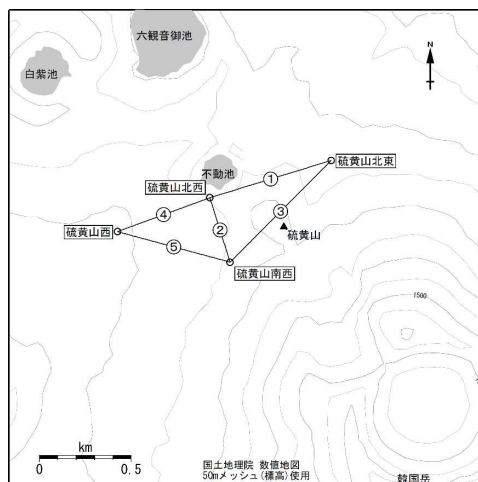 六観音御池
白紫池
N
不動池
硫黄山北東
①
硫黄山北西
④
③
②
硫黄山西
硫黄山
⑤
硫黄山南西
1500
km
0
0.5
国土地理院 数値地図
50mメッシュ(標高)使用
韓国岳